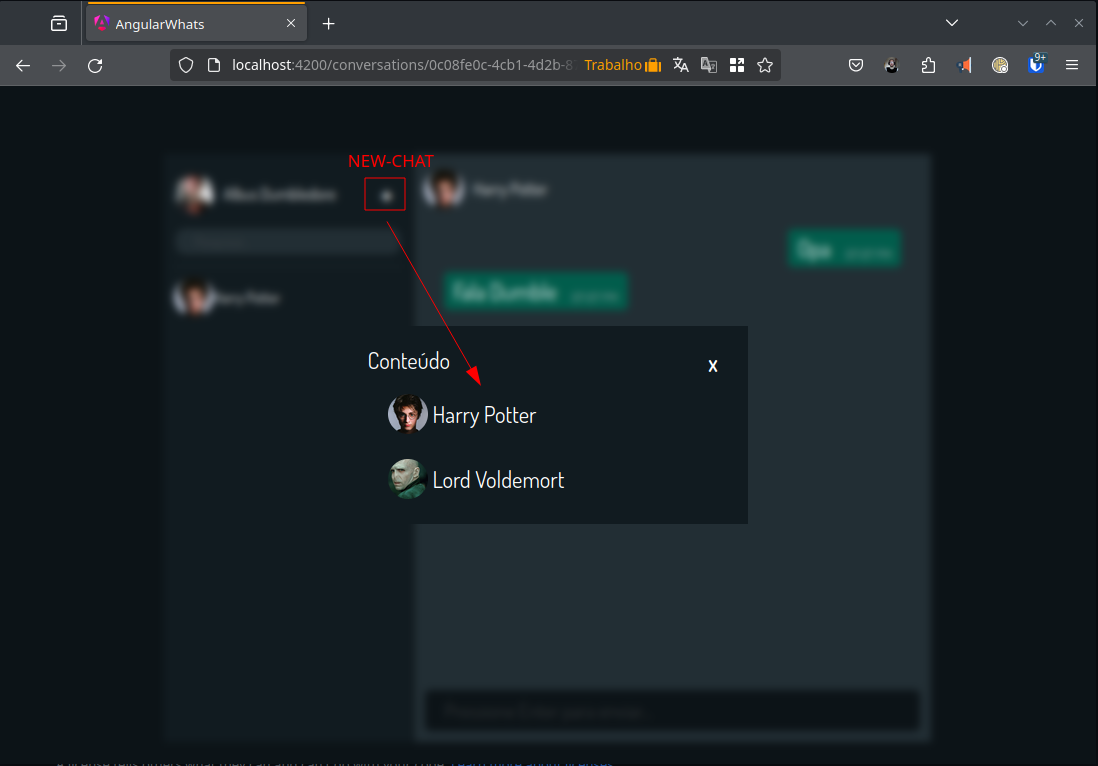 AngularWhats
localhost:4200/conversations/0c08fe0c-4cb1-4d2b-8
Trabalho
9+
NEW-CHAT
Albus Dumbledore
Harry Potter
Opa
Harry Potter
Fala Dumble
Conteúdo
x
Harry Potter
Lord Voldemort